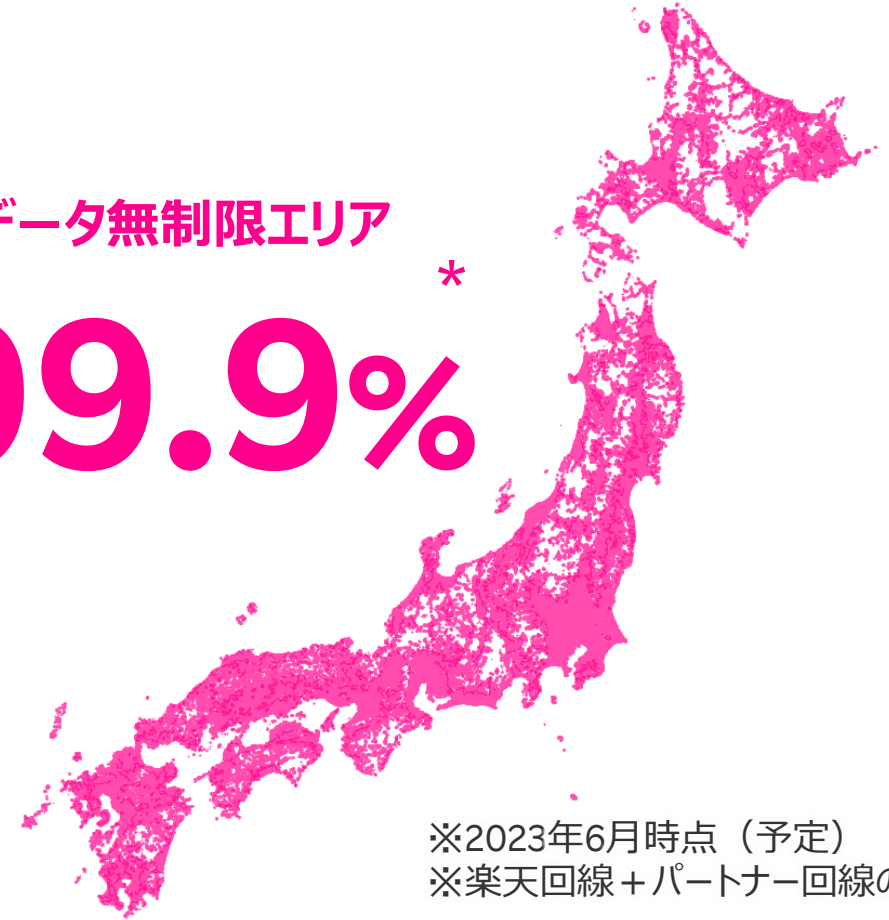 データ無制限エリア
*
99.9%
※2023年6月時点（予定）
※楽天回線＋パートナー回線の